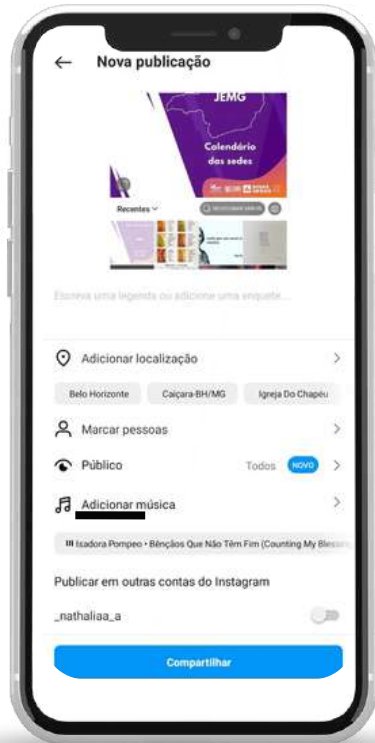 Nova publicação
JEMG
Calendário
das sedes
Recentes
Escreva uma legenda ou adicione uma enquete...
Adicionar localização
Belo Horizonte Caiçara-BH/MG Igreja Do Chapéu
Marcar pessoas
Público Todos NOVO
Adicionar música
Isadora Pompeo • Bênçãos Que Não Têm Fim (Counting My Blessin
Publicar em outras contas do Instagram
_nathaliaa_a
Compartilhar